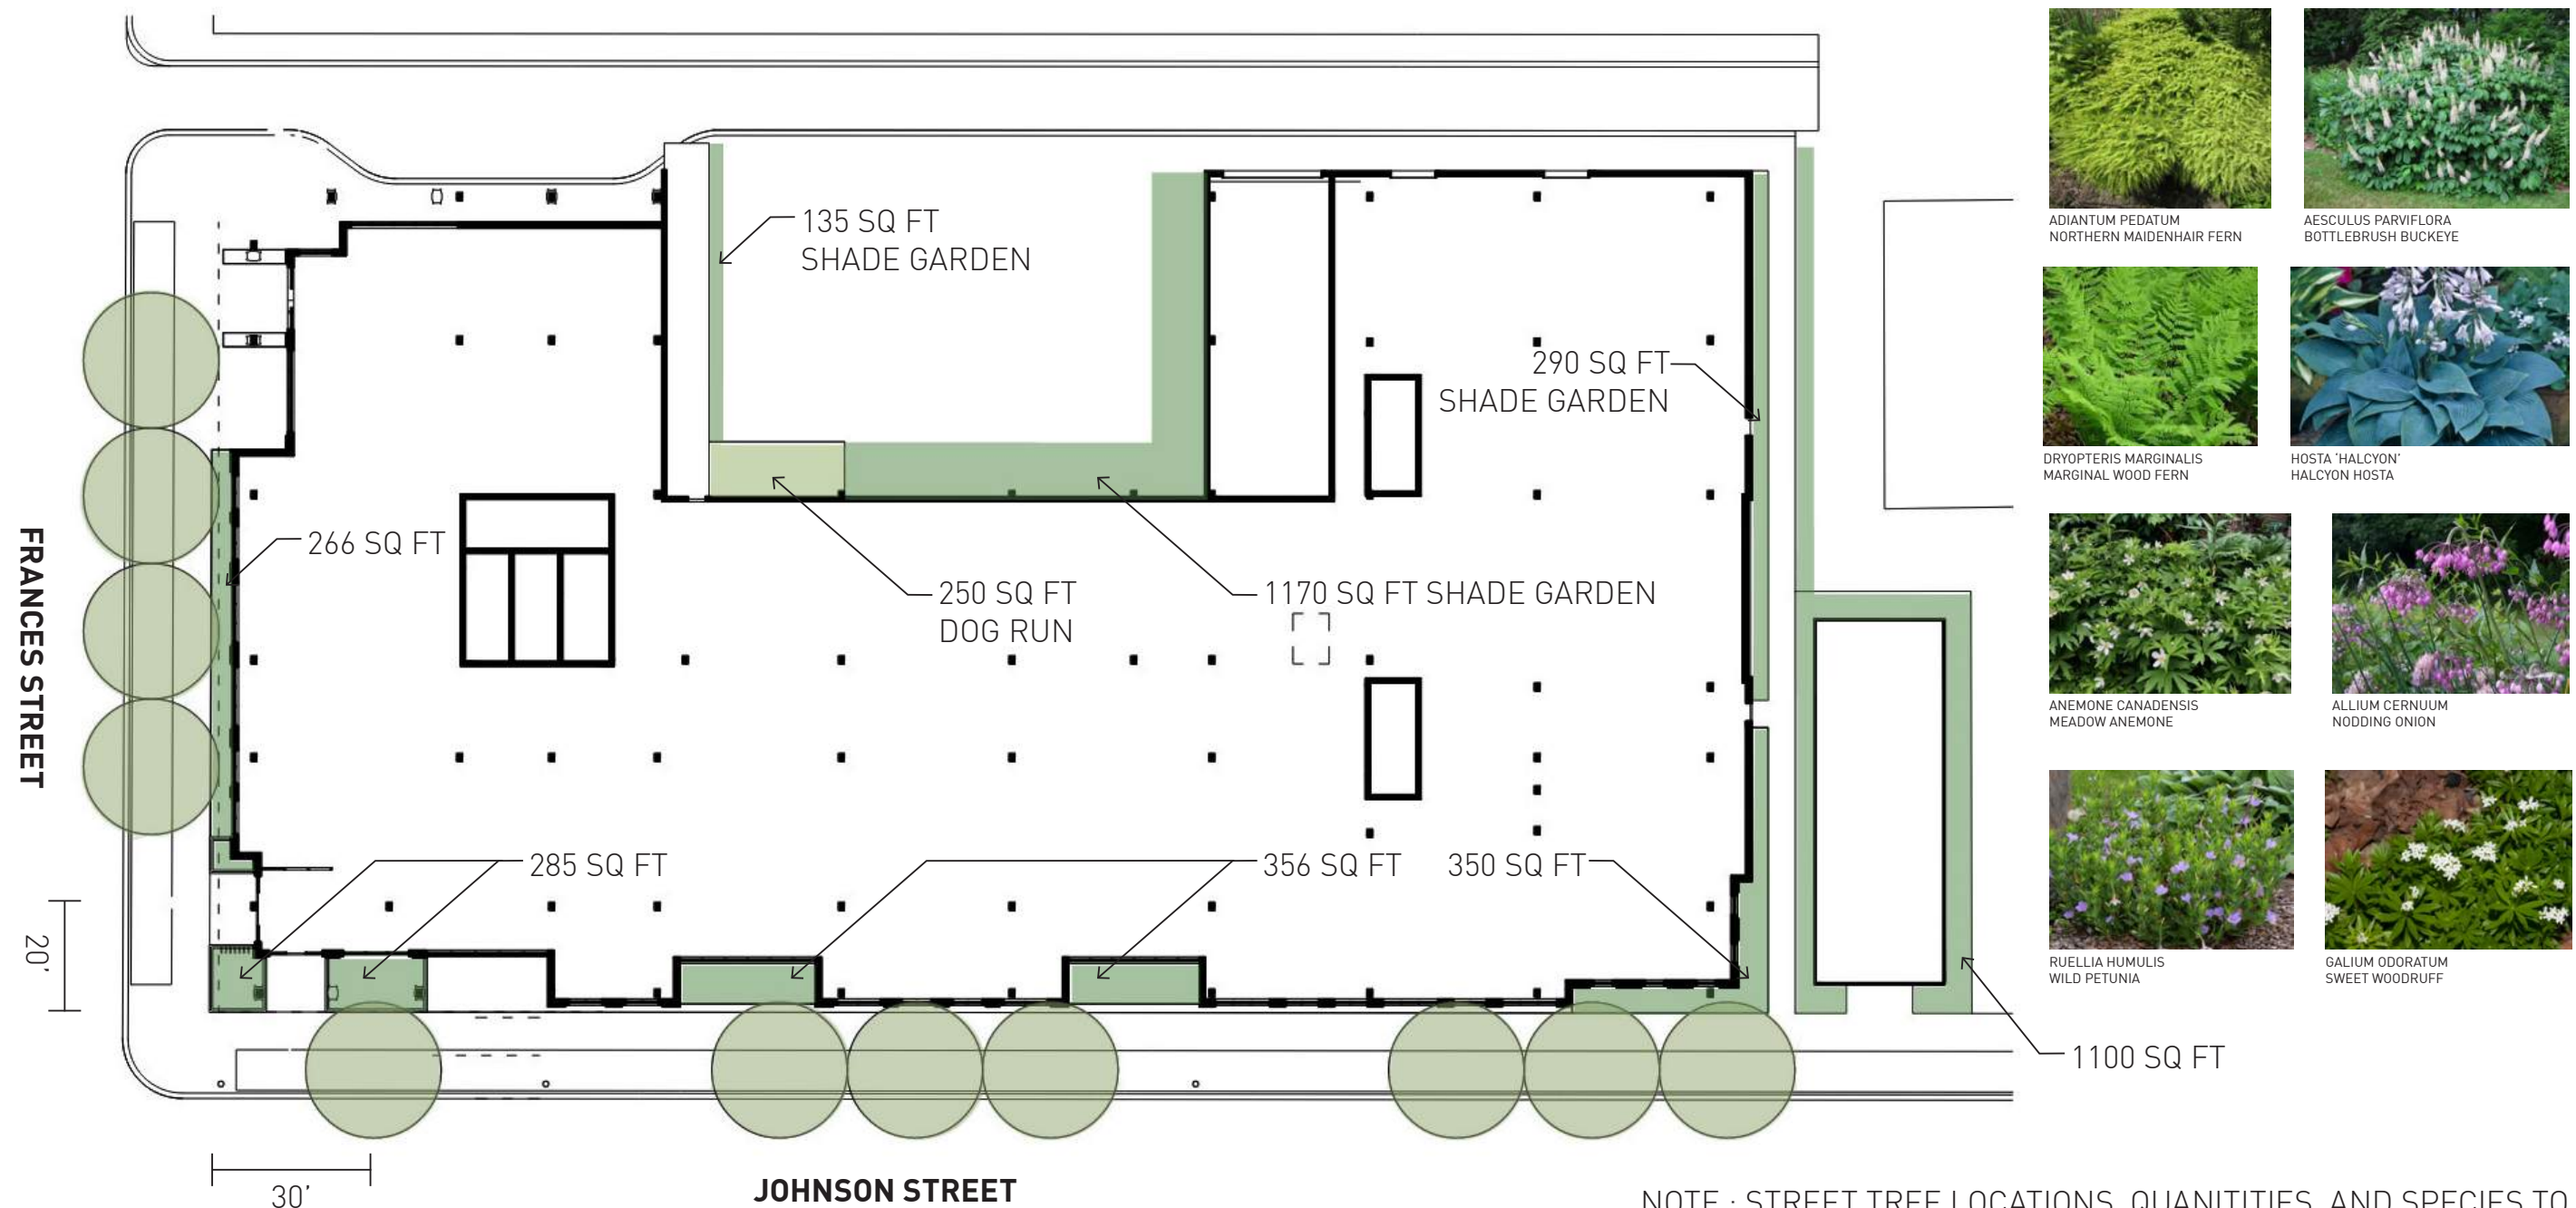 135 SQ FT
SHADE GARDEN
290 SQ FT
SHADE GARDEN
266 SQ FT
250 SQ FT
DOG RUN
1170 SQ FT SHADE GARDEN
FRANCES STREET
285 SQ FT
356 SQ FT
350 SQ FT
20'
1100 SQ FT
30'
JOHNSON STREET
ADIANTUM PEDATUM
NORTHERN MAIDENHAIR FERN
AESCULUS PARVIFLORA
BOTTLEBRUSH BUCKEYE
DRYOPTERIS MARGINALIS
MARGINAL WOOD FERN
HOSTA 'HALCYON'
HALCYON HOSTA
ANEMONE CANADENSIS
MEADOW ANEMONE
ALLIUM CERNUUM
NODDING ONION
RUELLIA HUMULIS
WILD PETUNIA
GALIUM ODORATUM
SWEET WOODRUFF
NOTE : STREET TREE LOCATIONS, QUANITITIES, AND SPECIES TO